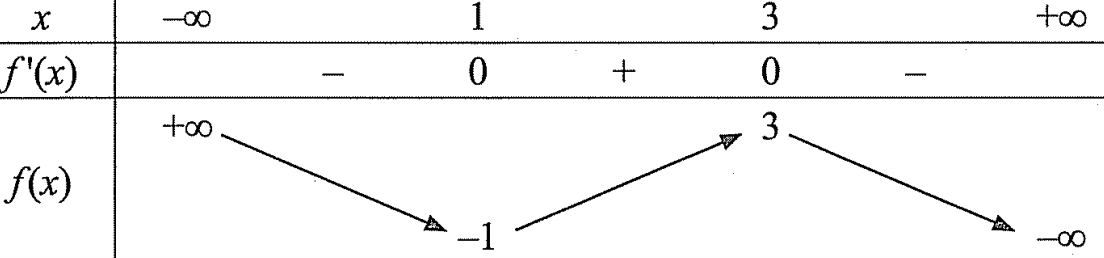 x –∞ 1 3 +∞
f'(x) – 0 + 0 –
+∞ 3
f(x)
–1 –∞